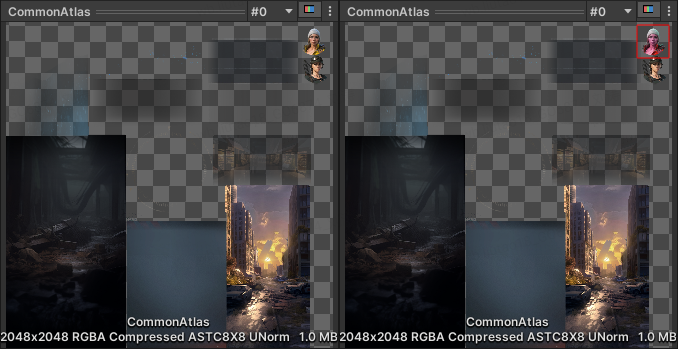 CommonAtlas #0 CommonAtlas #0
CommonAtlas CommonAtlas
2048x2048 RGBA Compressed ASTC8X8 UNorm 1.0 MB 2048x2048 RGBA Compressed ASTC8X8 UNorm 1.0 MB